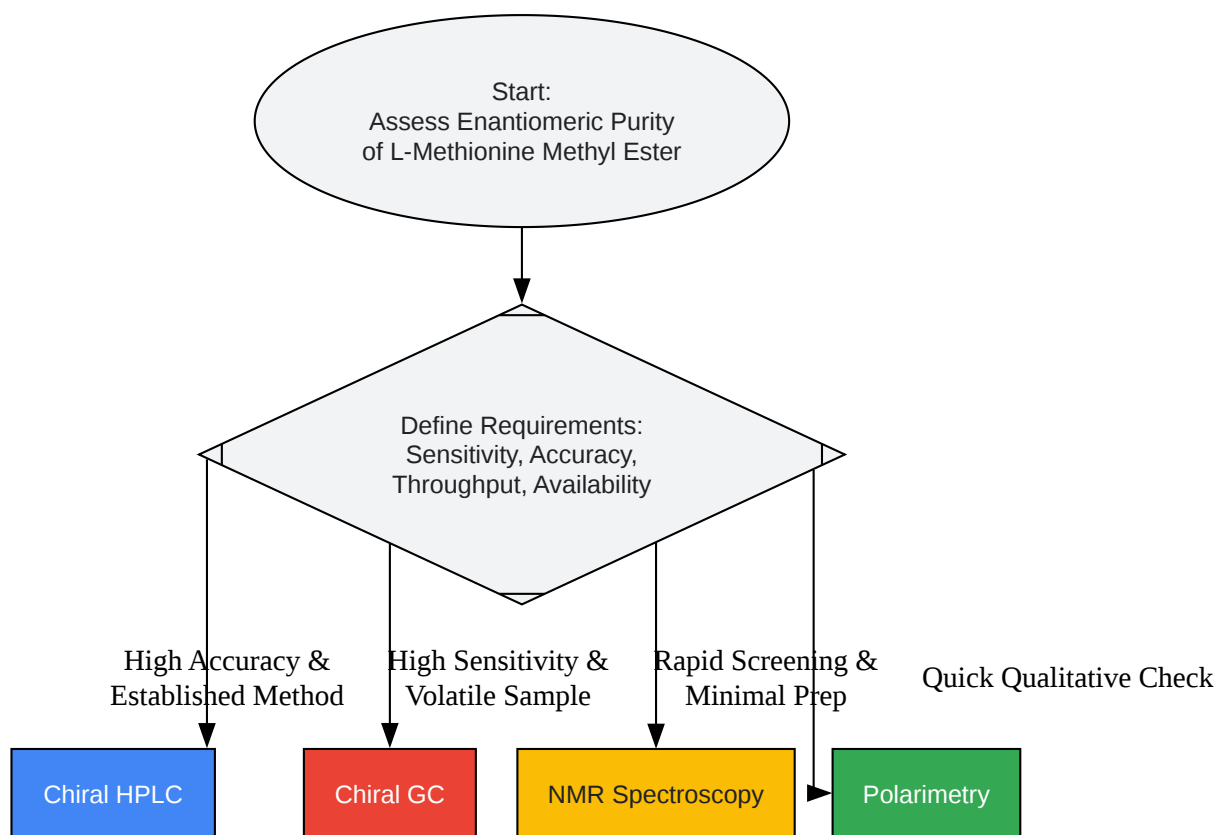 Start:
Assess Enantiomeric Purity
of L-Methionine Methyl Ester
Define Requirements:
Sensitivity, Accuracy,
Throughput, Availability
High Accuracy &
Established Method
High Sensitivity &
Volatile Sample
Rapid Screening &
Minimal Prep
Quick Qualitative Check
Chiral HPLC
Chiral GC
NMR Spectroscopy
Polarimetry